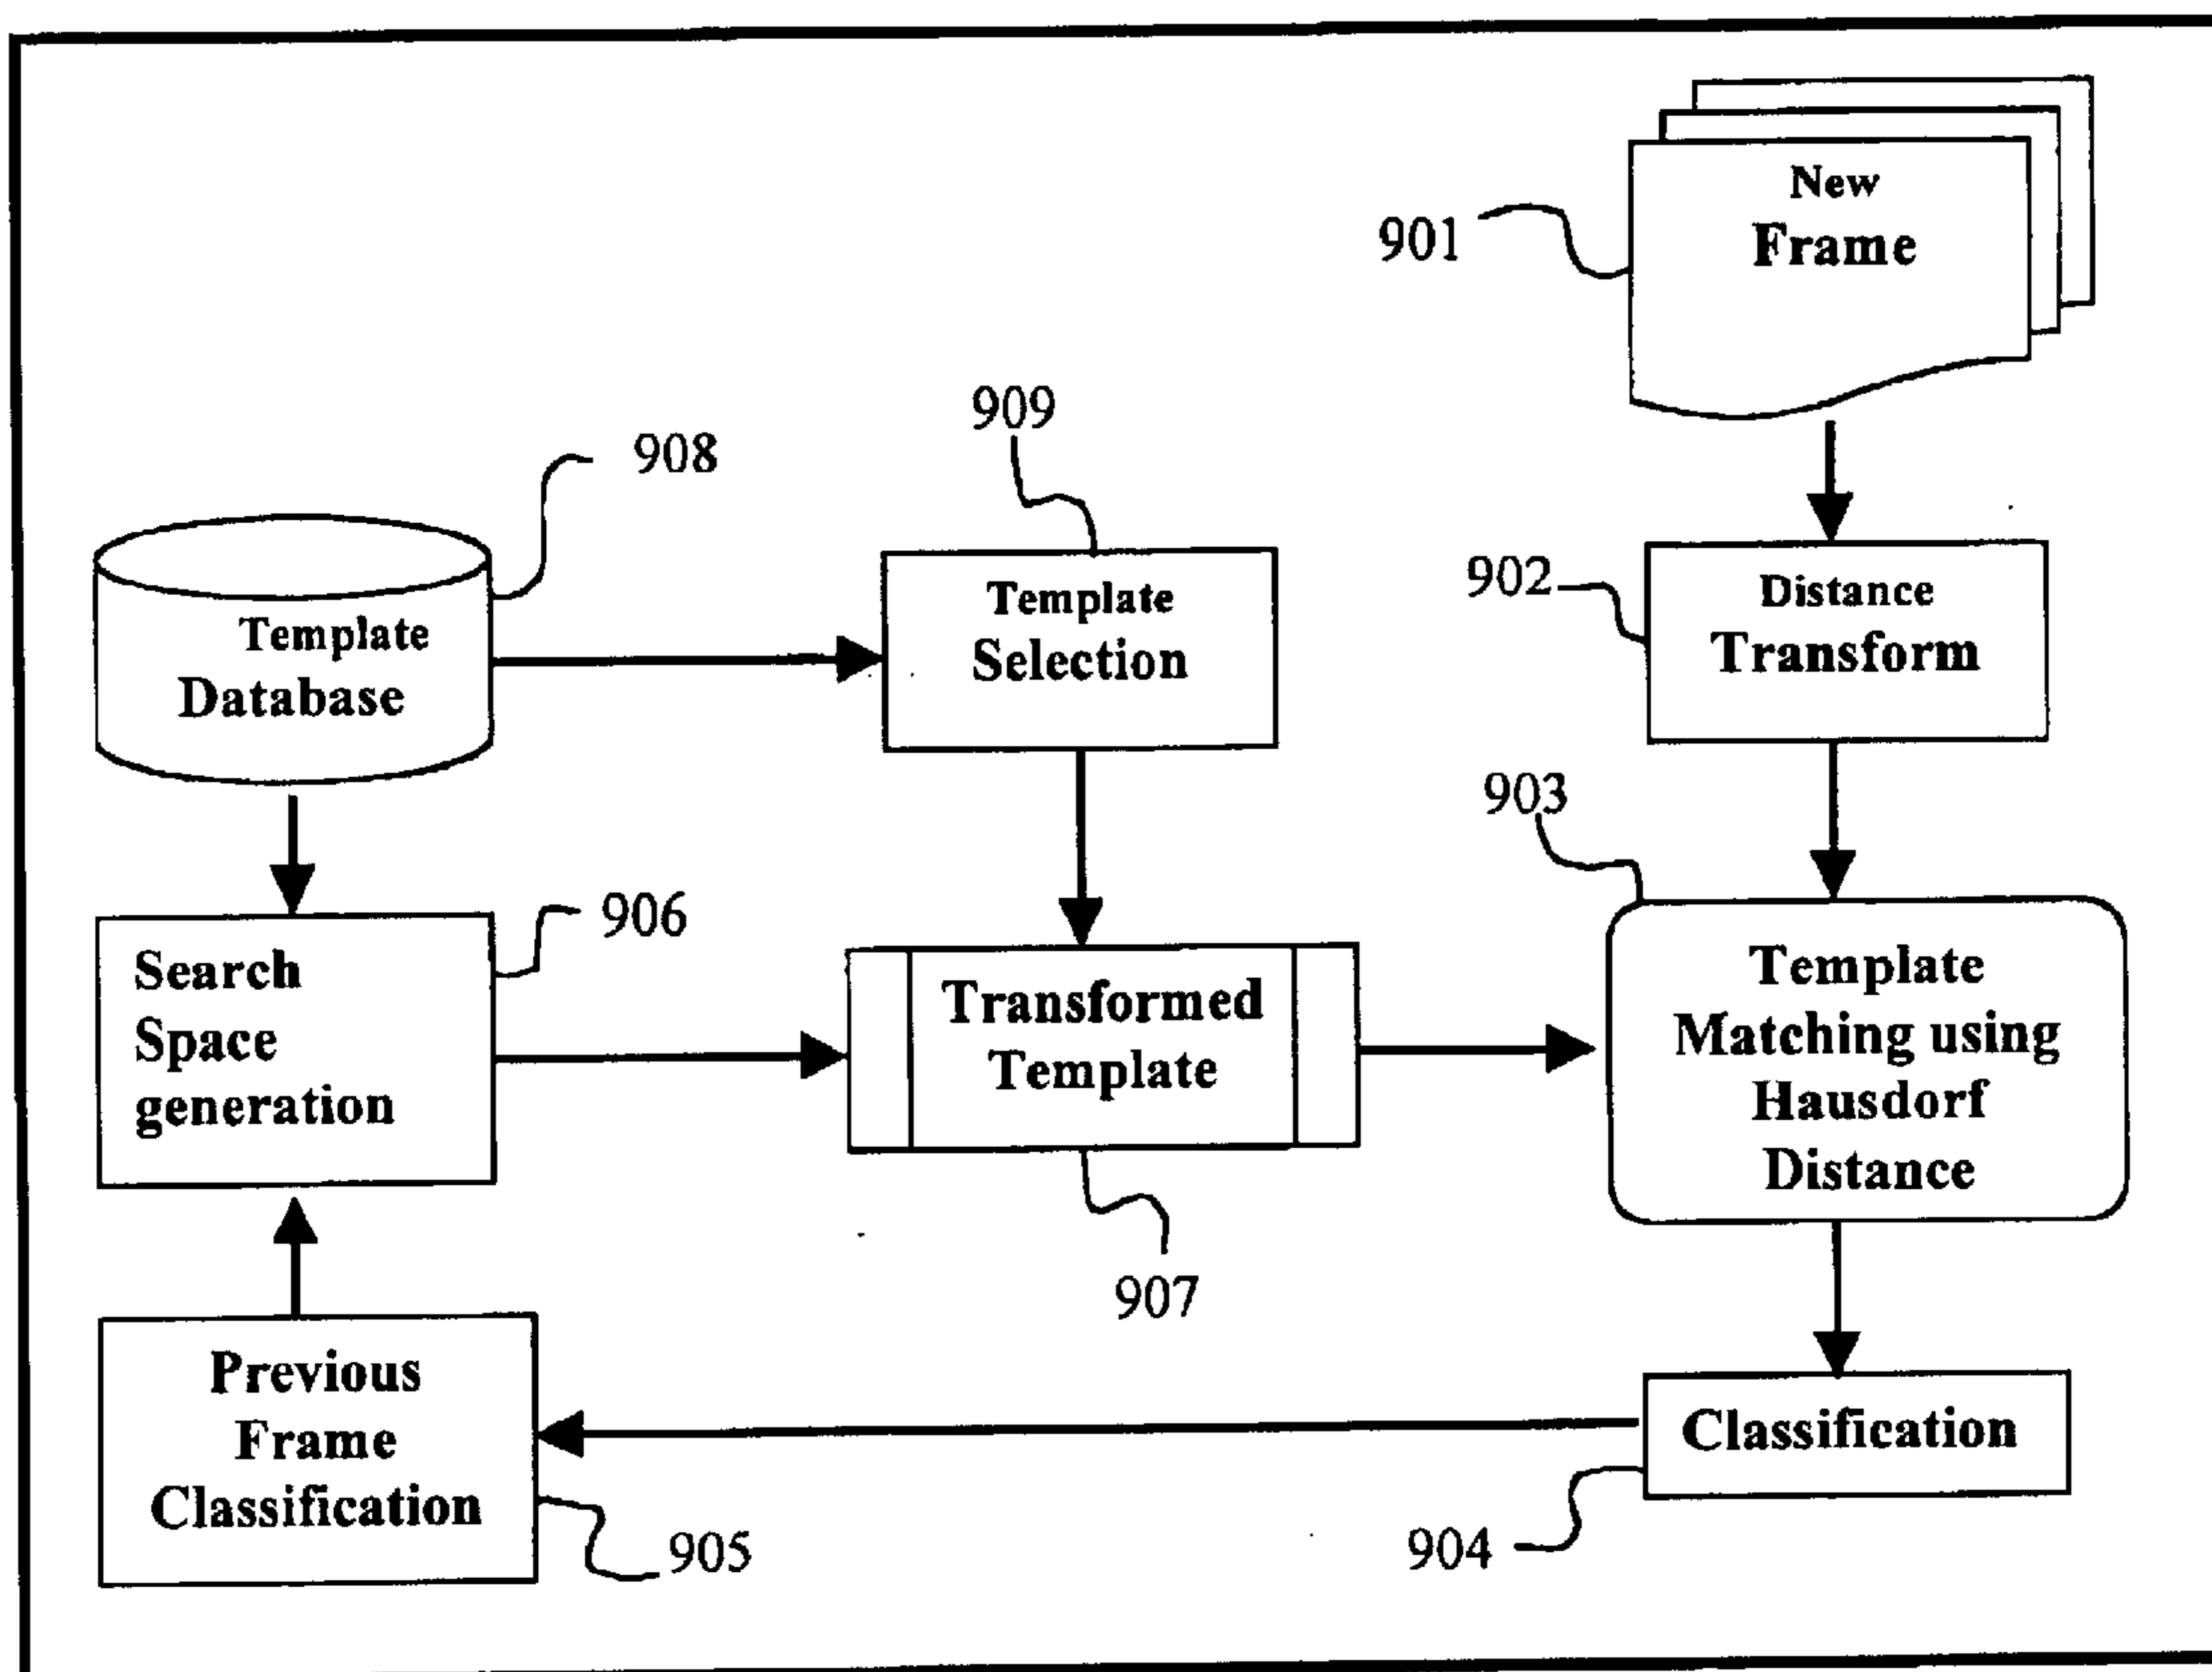 New
Frame
901
909
908
902
Distance
Transform
Template
Selection
Template
Database
903
906
Search
Space
generation
Transformed
Template
Template
Matching using
Hausdorf
Distance
907
Previous
Frame
Classification
Classification
905
904